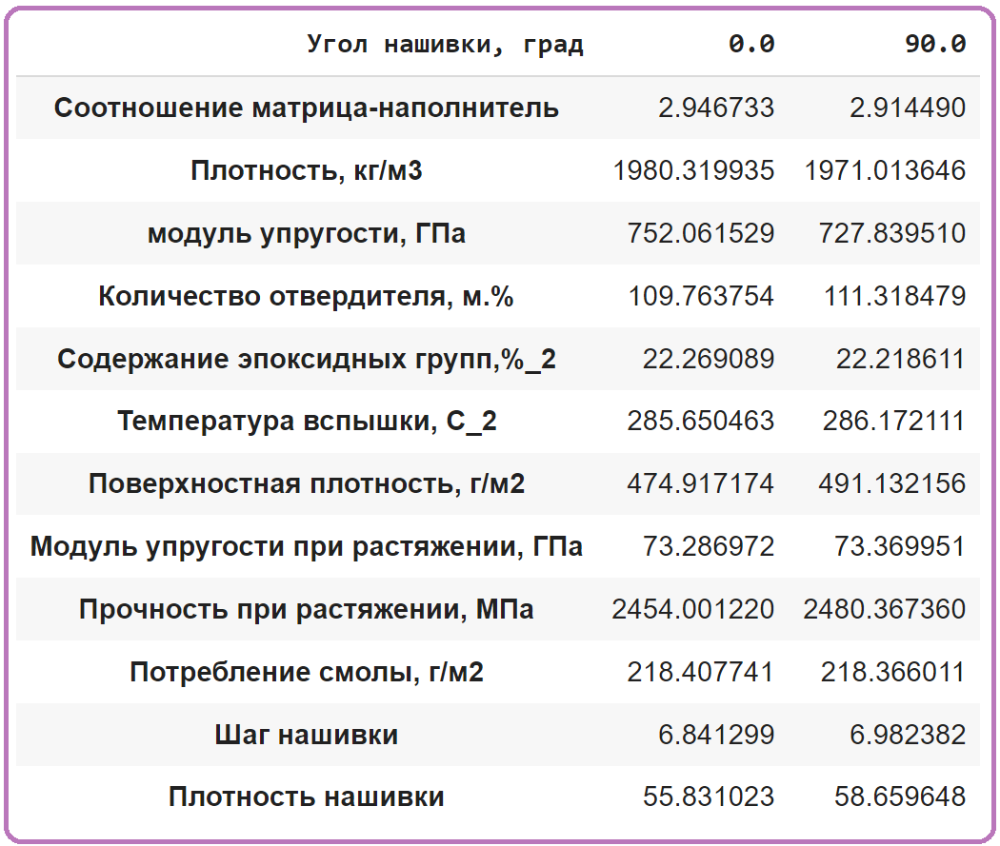 Угол нашивки, град 0.0 90.0
Соотношение матрица-наполнитель 2.946733 2.914490
Плотность, кг/м3 1980.319935 1971.013646
модуль упругости, ГПа 752.061529 727.839510
Количество отвердителя, м.% 109.763754 111.318479
Содержание эпоксидных групп,%_2 22.269089 22.218611
Температура вспышки, С_2 285.650463 286.172111
Поверхностная плотность, г/м2 474.917174 491.132156
Модуль упругости при растяжении, ГПа 73.286972 73.369951
Прочность при растяжении, МПа 2454.001220 2480.367360
Потребление смолы, г/м2 218.407741 218.366011
Шаг нашивки 6.841299 6.982382
Плотность нашивки 55.831023 58.659648